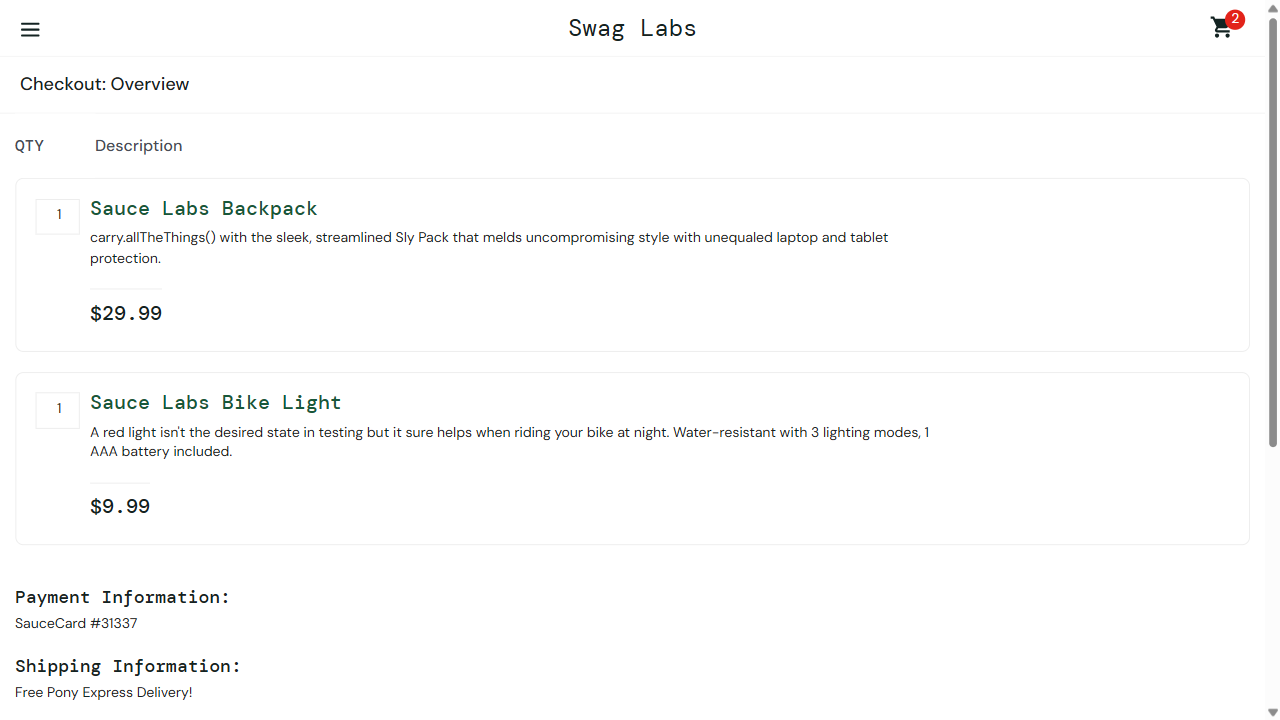 Swag Labs
2
Checkout: Overview
QTY Description
1
Sauce Labs Backpack
carry.allTheThings() with the sleek, streamlined Sly Pack that melds uncompromising style with unequaled laptop and tablet
protection.
$29.99
1
Sauce Labs Bike Light
A red light isn't the desired state in testing but it sure helps when riding your bike at night. Water-resistant with 3 lighting modes, 1
AAA battery included.
$9.99
Payment Information:
SauceCard #31337
Shipping Information:
Free Pony Express Delivery!